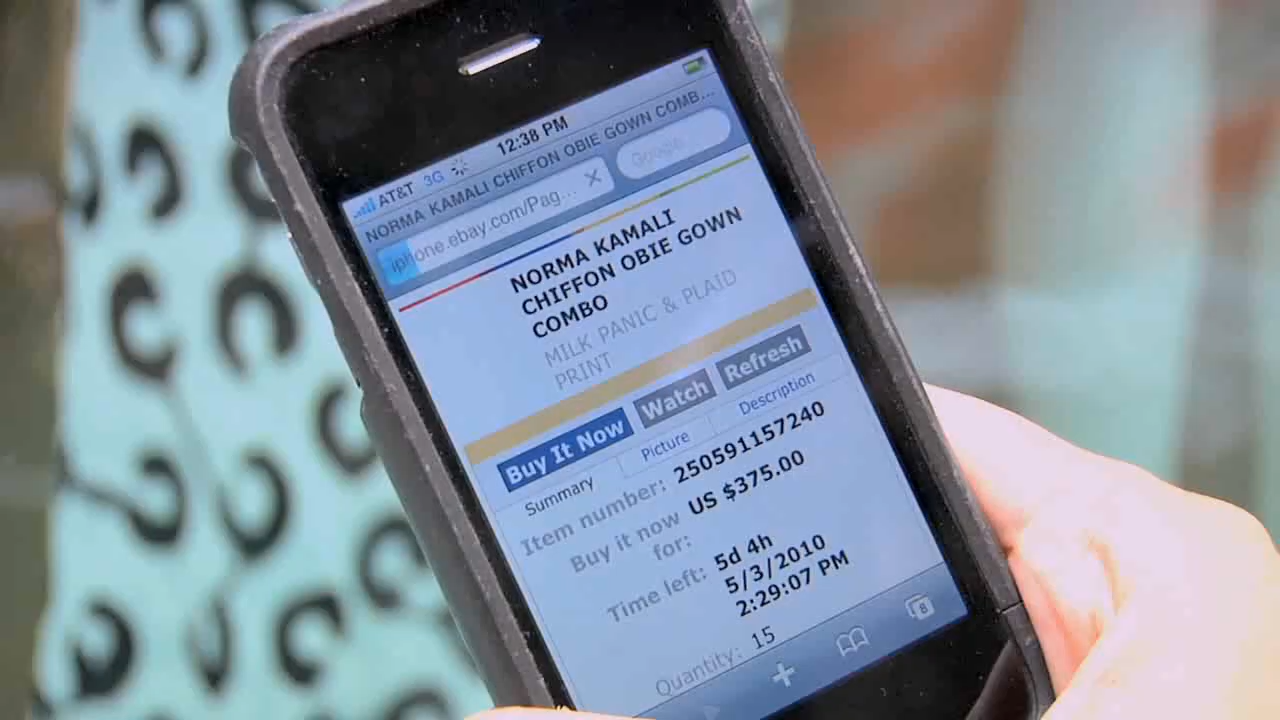 AT&T 3G 12:38 PM
NORMA KAMALI CHIFFON OBIE GOWN COMB...
iphone.ebay.com/Pag... Google
NORMA KAMALI
CHIFFON OBIE GOWN
COMBO
MILK PANIC & PLAID
PRINT
Buy It Now Watch Refresh
Summary Picture Description
Item number: 250591157240
Buy it now for: US $375.00
Time left: 5d 4h
5/3/2010
2:29:07 PM
Quantity: 15
8